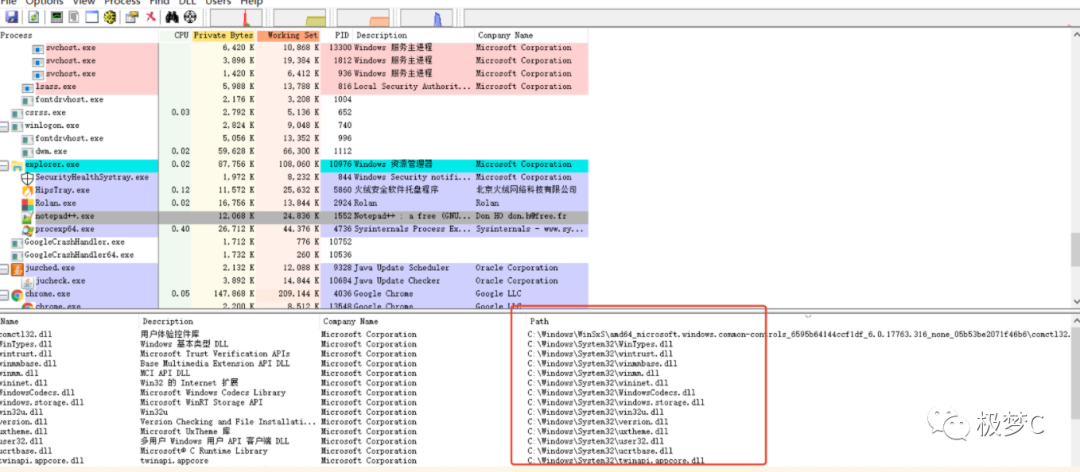 File Options View Process Find DLL Users Help
Process CPU Private Bytes Working Set PID Description Company Name
svchost.exe 6,420 K 10,868 K 13300 Windows 服务主进程 Microsoft Corporation
svchost.exe 3,896 K 19,384 K 1812 Windows 服务主进程 Microsoft Corporation
svchost.exe 1,420 K 6,412 K 936 Windows 服务主进程 Microsoft Corporation
lsass.exe 5,988 K 13,788 K 816 Local Security Authorit... Microsoft Corporation
fontdrvhost.exe 2,176 K 3,208 K 1004
csrss.exe 0.03 2,792 K 5,136 K 652
winlogon.exe 2,824 K 9,048 K 740
fontdrvhost.exe 5,056 K 13,352 K 996
dwm.exe 0.02 59,628 K 66,300 K 1112
explorer.exe 0.02 87,756 K 108,060 K 10976 Windows 资源管理器 Microsoft Corporation
SecurityHealthSystray.exe 1,972 K 8,232 K 844 Windows Security notifi... Microsoft Corporation
HipsTray.exe 0.12 11,572 K 25,632 K 5860 火绒安全软件托盘程序 北京火绒网络科技有限公司
Rolan.exe 0.02 16,756 K 13,844 K 2924 Rolan Rolan
notepad++.exe 12,068 K 24,836 K 1552 Notepad++ : a free (GNU... Don HO don.h@free.fr
procexp64.exe 0.40 26,712 K 44,376 K 4736 Sysinternals Process Ex... Sysinternals - www.sy...
GoogleCrashHandler.exe 1,712 K 776 K 10752
GoogleCrashHandler64.exe 1,732 K 260 K 10536
jusched.exe 2,132 K 12,088 K 9328 Java Update Scheduler Oracle Corporation
jucheck.exe 3,892 K 14,844 K 10684 Java Update Checker Oracle Corporation
chrome.exe 0.05 147,868 K 209,144 K 4036 Google Chrome Google LLC
chrome.exe 2,200 K 8,512 K 13548 Google Chrome Google LLC
Name Description Company Name Path
comctl32.dll 用户体验控件库 Microsoft Corporation C:\Windows\WinSxS\amd64_microsoft.windows.common-controls_6595b64144ccf1df_6.0.17763.316_none_05b53be2071f46b6\comctl32.
WinTypes.dll Windows 基本类型 DLL Microsoft Corporation C:\Windows\System32\WinTypes.dll
wintrust.dll Microsoft Trust Verification APIs Microsoft Corporation C:\Windows\System32\wintrust.dll
winmmbase.dll Base Multimedia Extension API DLL Microsoft Corporation C:\Windows\System32\winmmbase.dll
winmm.dll MCI API DLL Microsoft Corporation C:\Windows\System32\winmm.dll
wininet.dll Win32 的 Internet 扩展 Microsoft Corporation C:\Windows\System32\wininet.dll
WindowsCodecs.dll Microsoft Windows Codecs Library Microsoft Corporation C:\Windows\System32\WindowsCodecs.dll
windows.storage.dll Microsoft WinRT Storage API Microsoft Corporation C:\Windows\System32\windows.storage.dll
win32u.dll Win32u Microsoft Corporation C:\Windows\System32\win32u.dll
version.dll Version Checking and File Installati... Microsoft Corporation C:\Windows\System32\version.dll
uxtheme.dll Microsoft UxTheme 库 Microsoft Corporation C:\Windows\System32\uxtheme.dll
user32.dll 多用户 Windows 用户 API 客户端 DLL Microsoft Corporation C:\Windows\System32\user32.dll
ucrtbase.dll Microsoft® C Runtime Library Microsoft Corporation C:\Windows\System32\ucrtbase.dll
twinapi.appcore.dll twinapi.appcore Microsoft Corporation C:\Windows\System32\twinapi.appcore.dll
极梦C